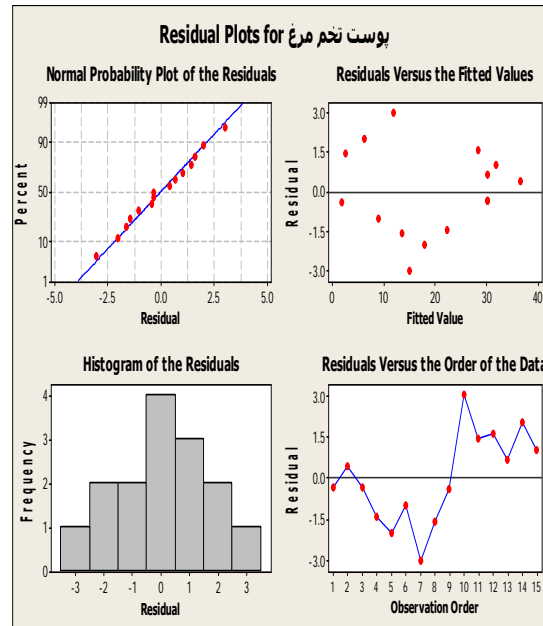 Residual Plots for پوست تخم مرغ
Normal Probability Plot of the Residuals
99
90
50
10
1
Percent
-5.0 -2.5 0.0 2.5 5.0
Residual
Residuals Versus the Fitted Values
3.0
1.5
0.0
-1.5
-3.0
Residual
0 10 20 30 40
Fitted Value
Histogram of the Residuals
4
3
2
1
0
Frequency
-3 -2 -1 0 1 2 3
Residual
Residuals Versus the Order of the Data
3.0
1.5
0.0
-1.5
-3.0
Residual
1 2 3 4 5 6 7 8 9 10 11 12 13 14 15
Observation Order